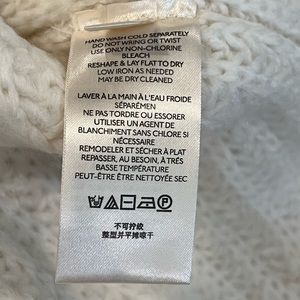 HAND WASH COLD SEPARATELY
DO NOT WRING OR TWIST
USE ONLY NON-CHLORINE
BLEACH
RESHAPE & LAY FLAT TO DRY
LOW IRON AS NEEDED
MAY BE DRY CLEANED
LAVER À LA MAIN À L'EAU FROIDE
SÉPARÉMEN
NE PAS TORDRE OU ESSORER
UTILISER UN AGENT DE
BLANCHIMENT SANS CHLORE SI
NÉCESSAIRE
REMODELER ET SÉCHER À PLAT
REPASSER, AU BESOIN, À TRÈS
BASSE TEMPÉRATURE
PEUT-ÊTRE ÊTRE NETTOYÉE SEC
不可拧绞
整型并平摊晾干